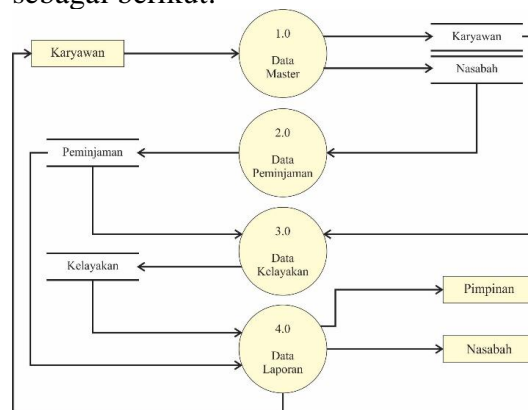 sebagai berikut:
Karyawan
1.0
Data
Master
Karyawan
Nasabah
Peminjaman
2.0
Data
Peminjaman
3.0
Data
Kelayakan
Kelayakan
Pimpinan
4.0
Data
Laporan
Nasabah